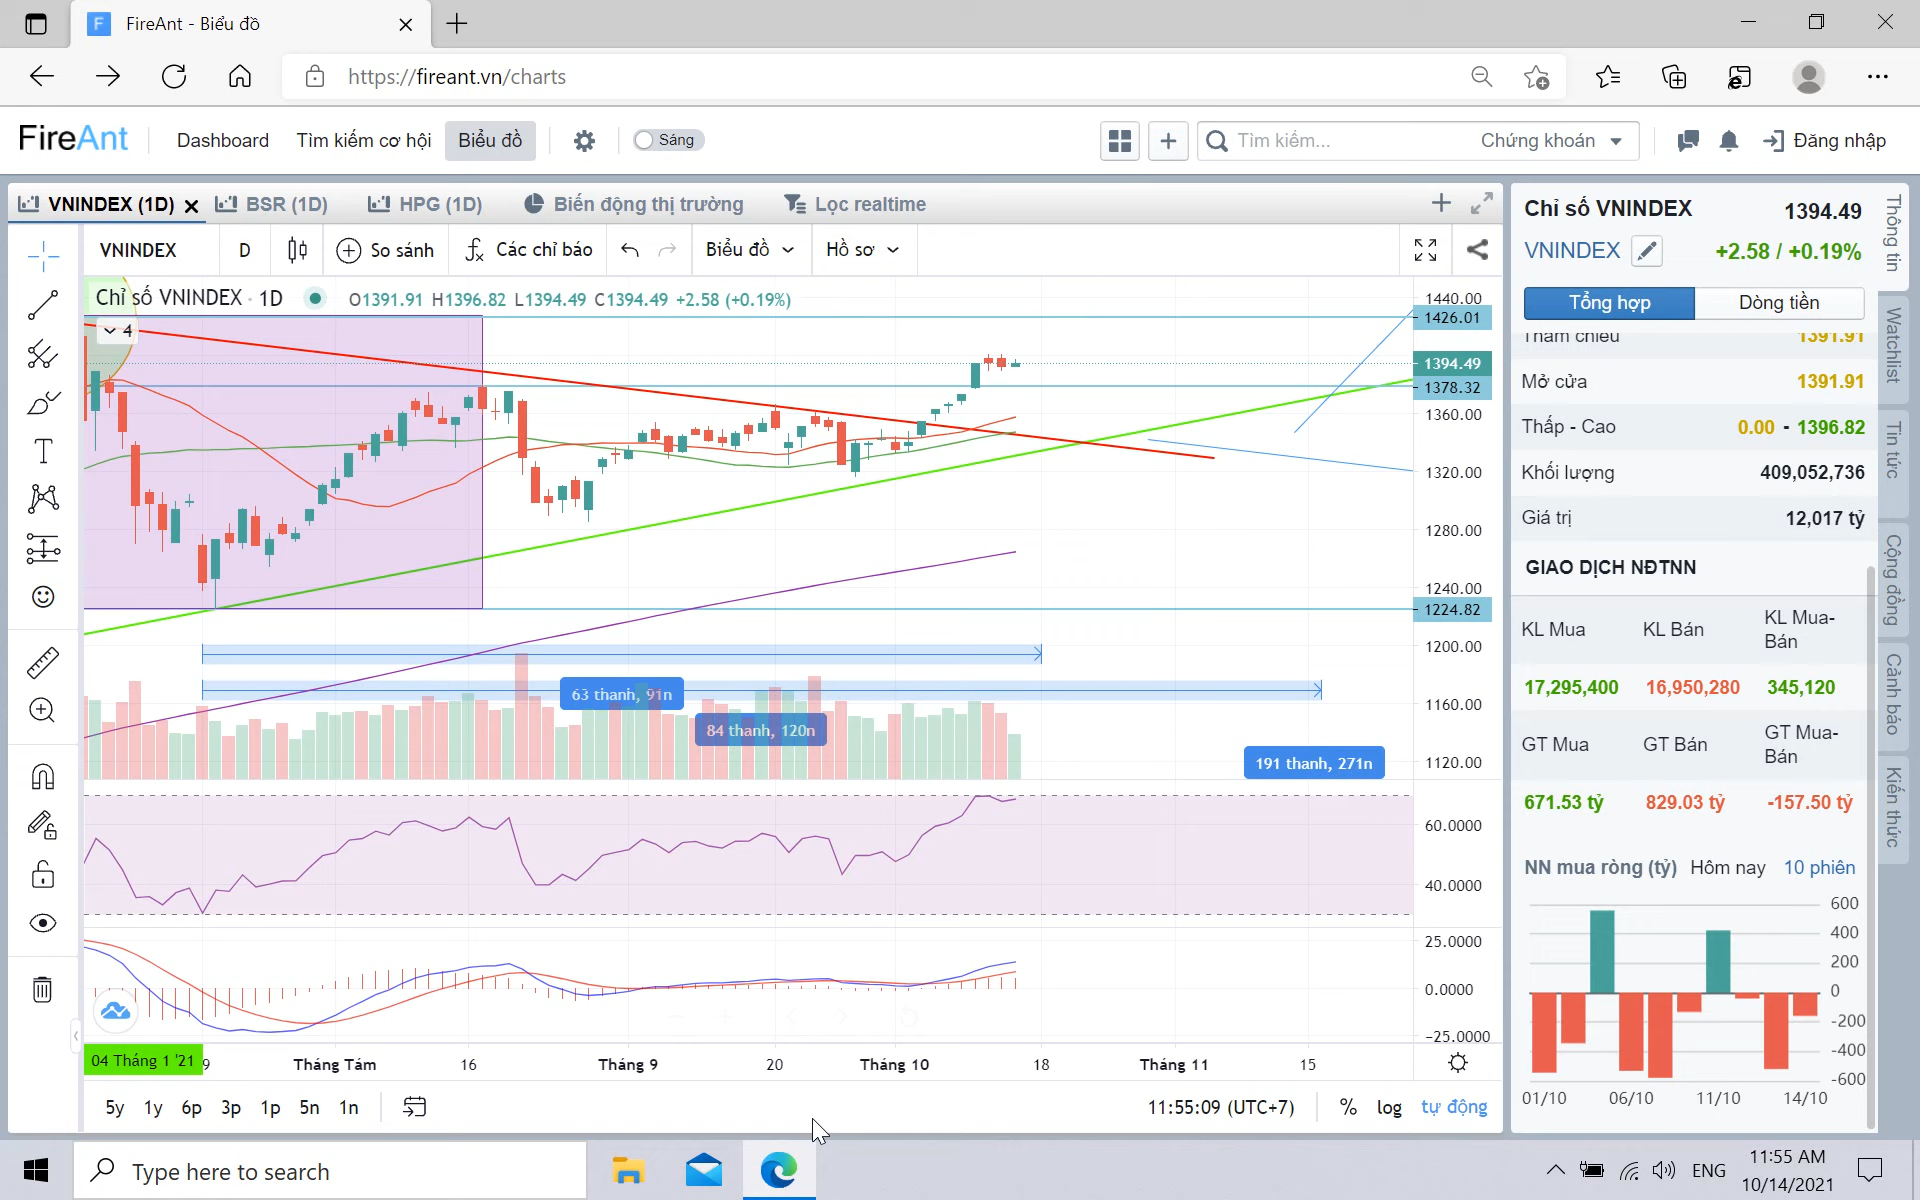 FireAnt - Biểu đồ
https://fireant.vn/charts
FireAnt
Dashboard
Tìm kiếm cơ hội
Biểu đồ
Sáng
Tìm kiếm...
Chứng khoán
Đăng nhập
VNINDEX (1D)
BSR (1D)
HPG (1D)
Biến động thị trường
Lọc realtime
VNINDEX
D
So sánh
Các chỉ báo
Biểu đồ
Hồ sơ
Chỉ số VNINDEX · 1D
O1391.91 H1396.82 L1394.49 C1394.49 +2.58 (+0.19%)
4
1440.00
1426.01
1394.49
1378.32
1360.00
1320.00
1280.00
1240.00
1224.82
1200.00
1160.00
1120.00
63 thanh, 91n
84 thanh, 120n
191 thanh, 271n
60.0000
40.0000
25.0000
0.0000
-25.0000
04 Tháng 1 '21
9
Tháng Tám
16
Tháng 9
20
Tháng 10
18
Tháng 11
15
5y
1y
6p
3p
1p
5n
1n
11:55:09 (UTC+7)
%
log
tự động
Chỉ số VNINDEX
1394.49
VNINDEX
+2.58 / +0.19%
Tổng hợp
Dòng tiền
Tham chiếu
1391.91
Mở cửa
1391.91
Thấp - Cao
0.00 - 1396.82
Khối lượng
409,052,736
Giá trị
12,017 tỷ
GIAO DỊCH NĐTNN
KL Mua
KL Bán
KL Mua-
Bán
17,295,400
16,950,280
345,120
GT Mua
GT Bán
GT Mua-
Bán
671.53 tỷ
829.03 tỷ
-157.50 tỷ
NN mua ròng (tỷ)
Hôm nay
10 phiên
600
400
200
0
-200
-400
-600
01/10
06/10
11/10
14/10
Thông tin
Watchlist
Tin tức
Cộng đồng
Cảnh báo
Kiến thức
Type here to search
ENG
11:55 AM
10/14/2021